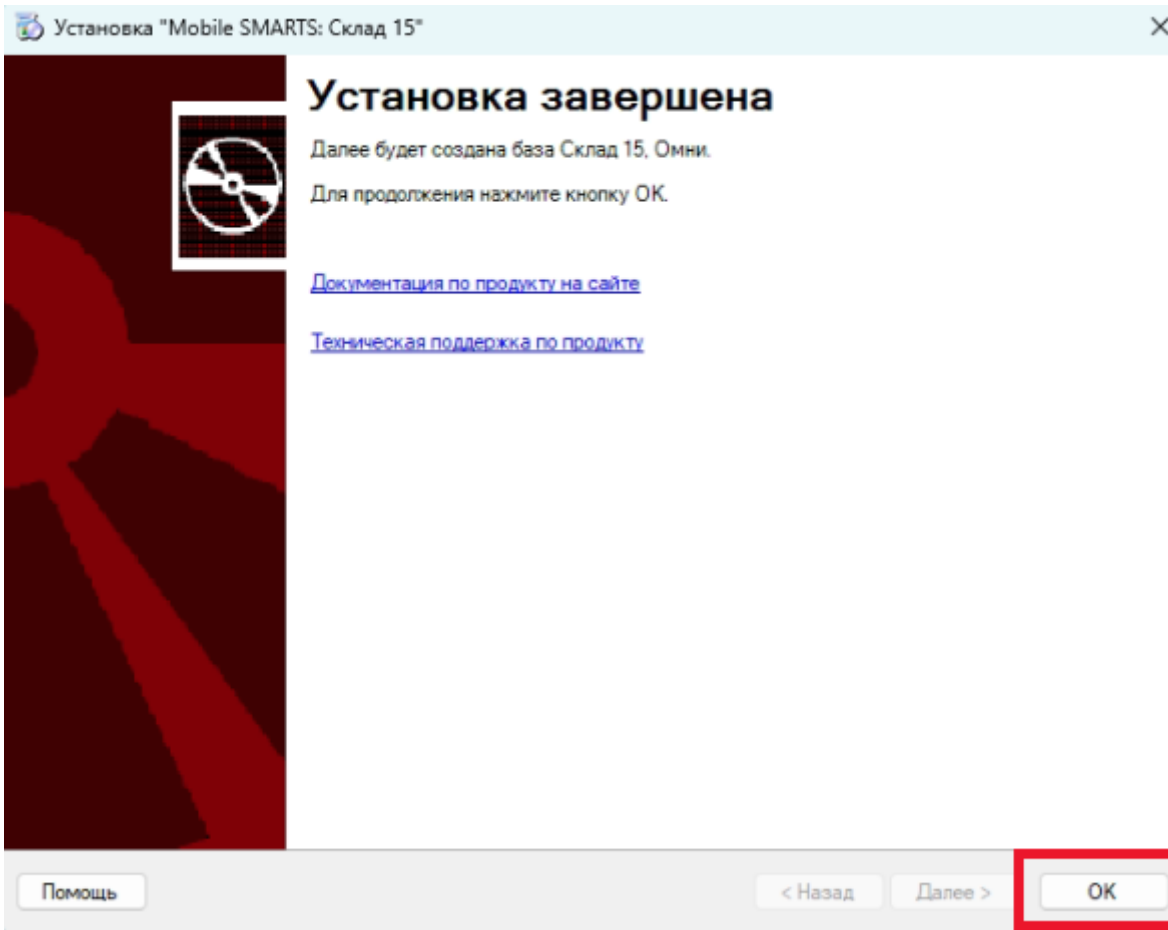 Установка "Mobile SMARTS: Склад 15"
Установка завершена
Далее будет создана база Склад 15, Омни.
Для продолжения нажмите кнопку ОК.
Документация по продукту на сайте
Техническая поддержка по продукту
Помощь
< Назад
Далее >
ОК